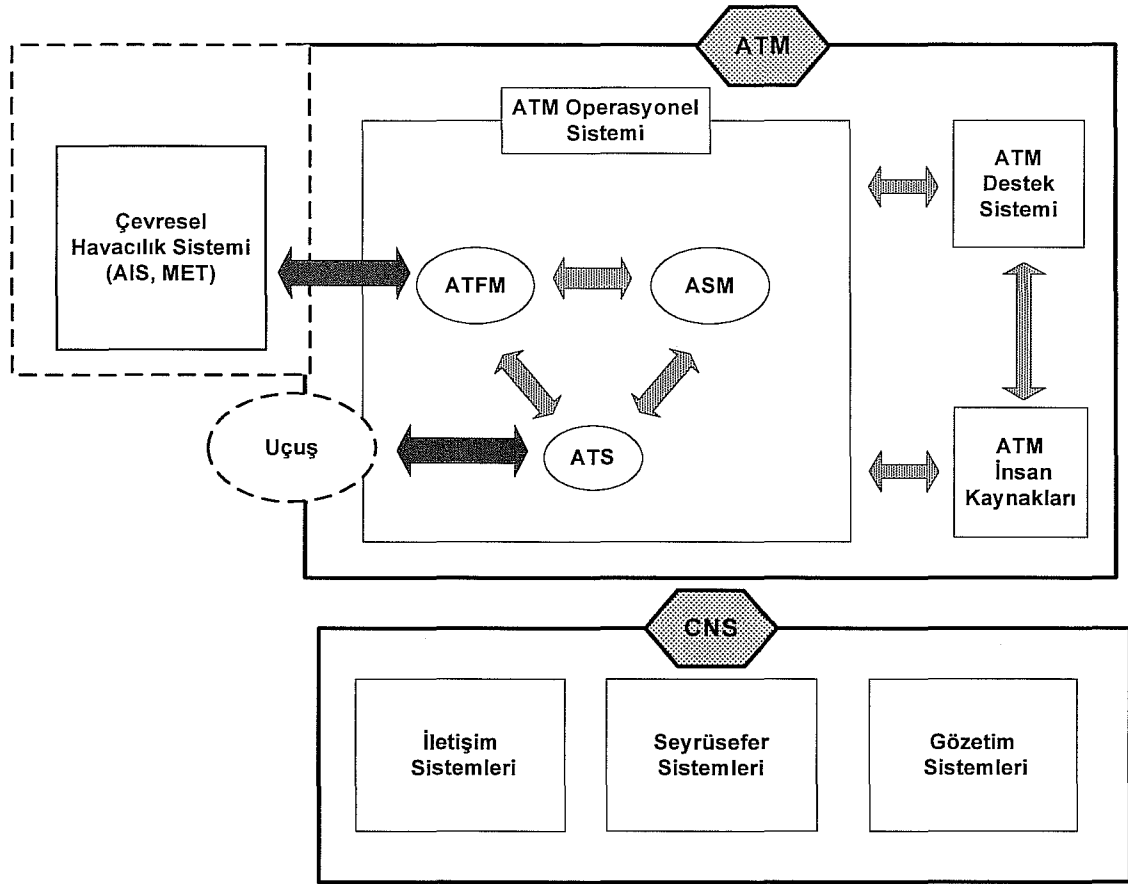 ATM
ATM Operasyonel
Sistemi
ATM
Destek
Sistemi
Çevresel
Havacılık Sistemi
(AIS, MET)
ATFM
ASM
Uçuş
ATS
ATM
İnsan
Kaynakları
CNS
İletişim
Sistemleri
Seyrüsefer
Sistemleri
Gözetim
Sistemleri